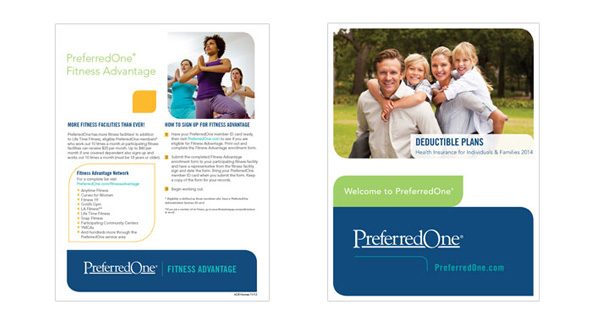 PreferredOne®
Fitness Advantage
MORE FITNESS FACILITIES THAN EVER!
PreferredOne has more fitness facilities! In addition
to Life Time Fitness, eligible PreferredOne members*
who work out 10 times a month at participating fitness
facilities can receive $20 per month. Up to $40 per
month if one covered dependent also signs up and
works out 10 times a month (must be 18 years or older).
Fitness Advantage Network
For a complete list visit
PreferredOne.com/fitnessadvantage
Anytime Fitness
Curves for Women
Fitness 19
Golds Gym
LA Fitness**
Life Time Fitness
Snap Fitness
Participating Community Centers
YMCAs
And hundreds more through the
PreferredOne service area
HOW TO SIGN UP FOR FITNESS ADVANTAGE
Have your PreferredOne member ID card ready,
then visit PreferredOne.com to see if you are
eligible for Fitness Advantage. Print out and
complete the Fitness Advantage enrollment form.
Submit the completed Fitness Advantage
enrollment form to your participating fitness facility
and have a representative from the fitness facility
sign and date the form. Bring your PreferredOne
member ID card when you submit the form. Keep
a copy of the form for your records.
Begin working out.
PreferredOne® FITNESS ADVANTAGE
DEDUCTIBLE PLANS
Health Insurance for Individuals & Families 2014
Welcome to PreferredOne®
PreferredOne®
PreferredOne.com